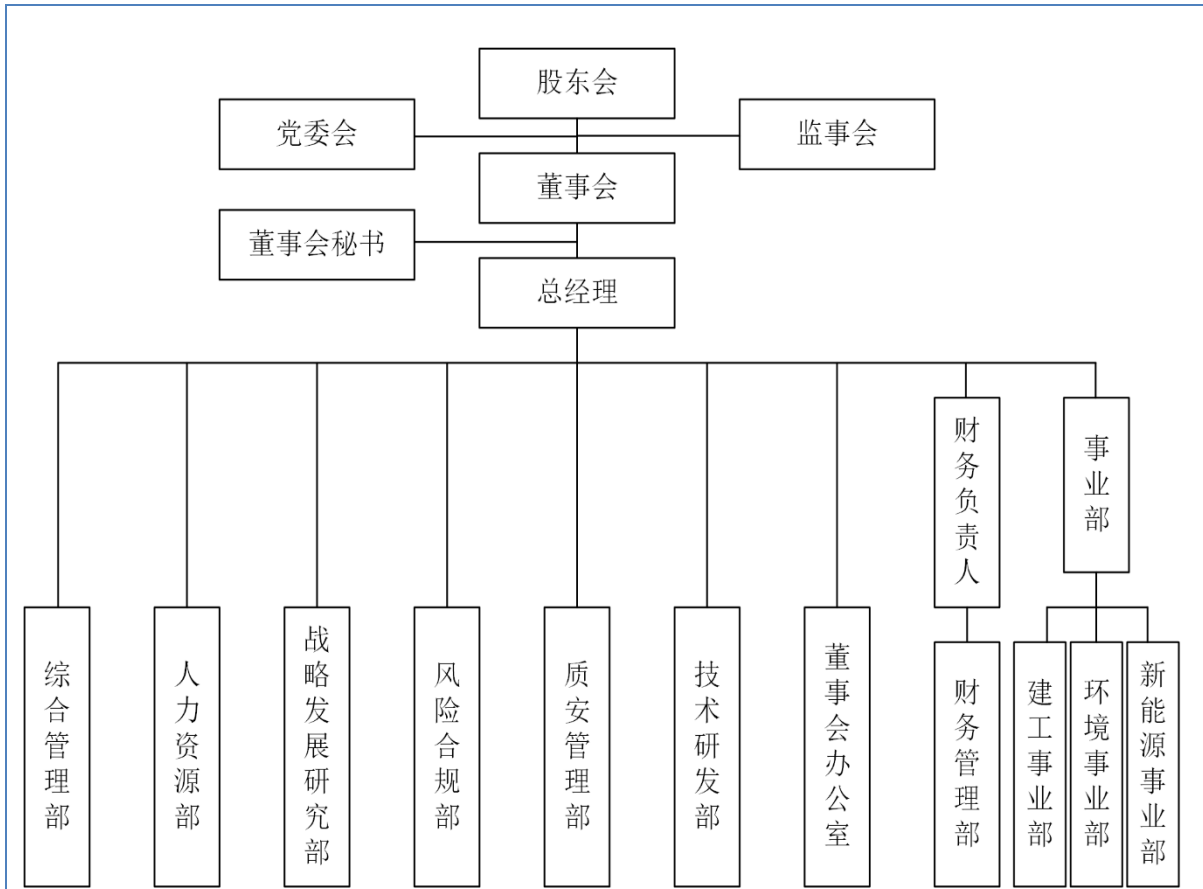 股东会
党委会
监事会
董事会
董事会秘书
总经理
财务负责人
事业部
综合管理部
人力资源部
战略发展研究部
风险合规部
质安管理部
技术研发部
董事会办公室
财务管理部
建工事业部
环境事业部
新能源事业部